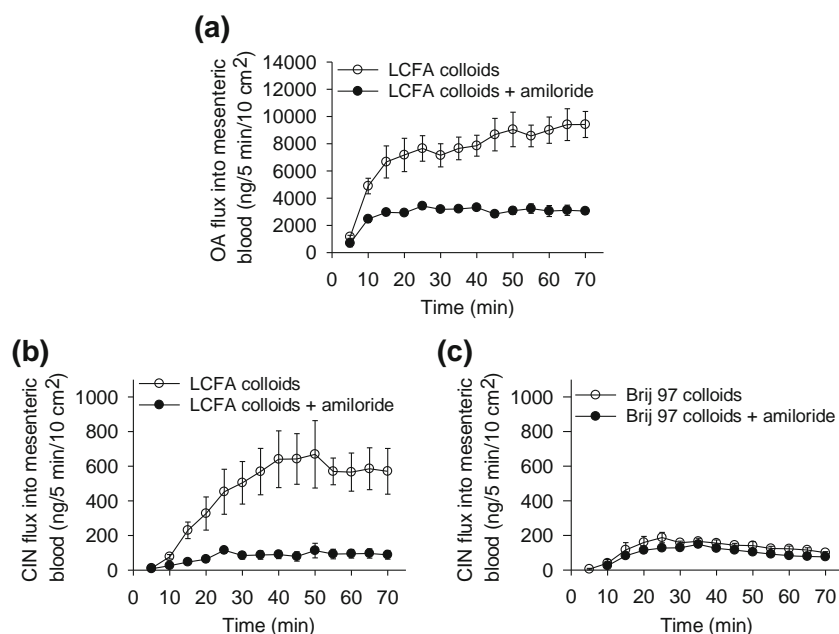 (a)
LCFA colloids
LCFA colloids + amiloride
OA flux into mesenteric
blood (ng/5 min/10 cm²)
14000
12000
10000
8000
6000
4000
2000
0
0 10 20 30 40 50 60 70
Time (min)
(b)
LCFA colloids
LCFA colloids + amiloride
CIN flux into mesenteric
blood (ng/5 min/10 cm²)
1000
800
600
400
200
0
0 10 20 30 40 50 60 70
Time (min)
(c)
Brij 97 colloids
Brij 97 colloids + amiloride
CIN flux into mesenteric
blood (ng/5 min/10 cm²)
1000
800
600
400
200
0
0 10 20 30 40 50 60 70
Time (min)